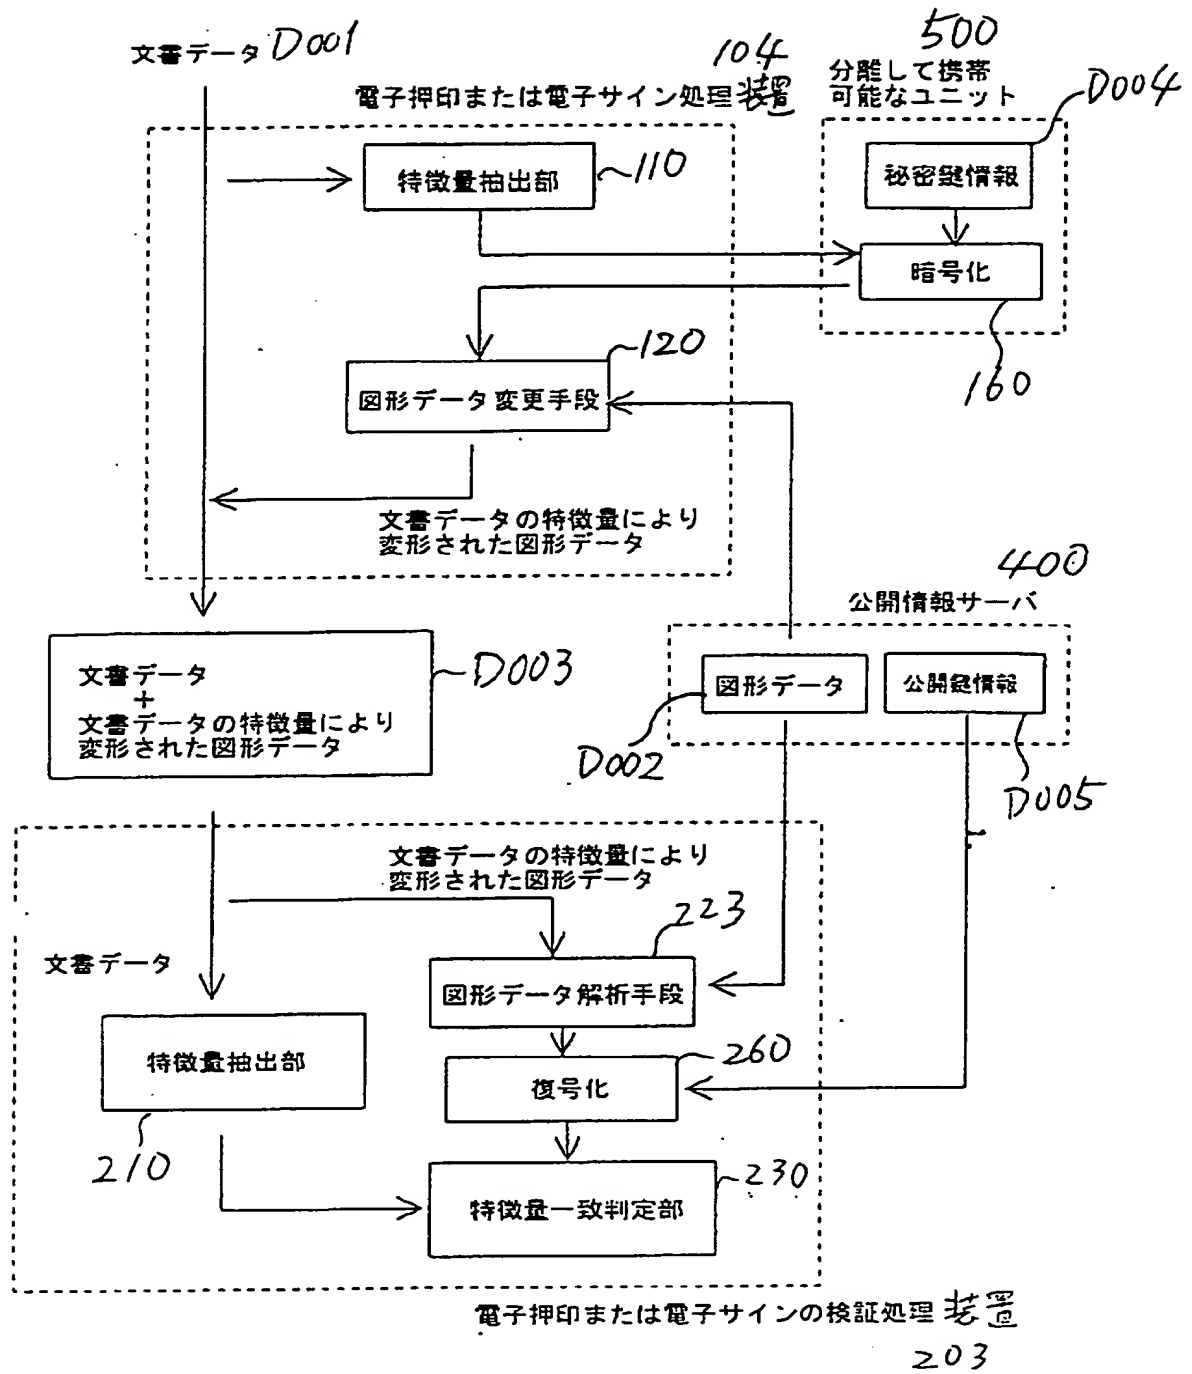 文書データ D001
104
電子押印または電子サイン処理装置
500
分離して携帯
可能なユニット
D004
特徴量抽出部
110
秘密鍵情報
暗号化
160
120
図形データ変更手段
文書データの特徴量により
変形された図形データ
400
公開情報サーバ
文書データ
+
文書データの特徴量により
変形された図形データ
D003
図形データ
公開鍵情報
D002
D005
文書データの特徴量により
変形された図形データ
223
文書データ
図形データ解析手段
特徴量抽出部
210
260
復号化
230
特徴量一致判定部
電子押印または電子サインの検証処理装置
203